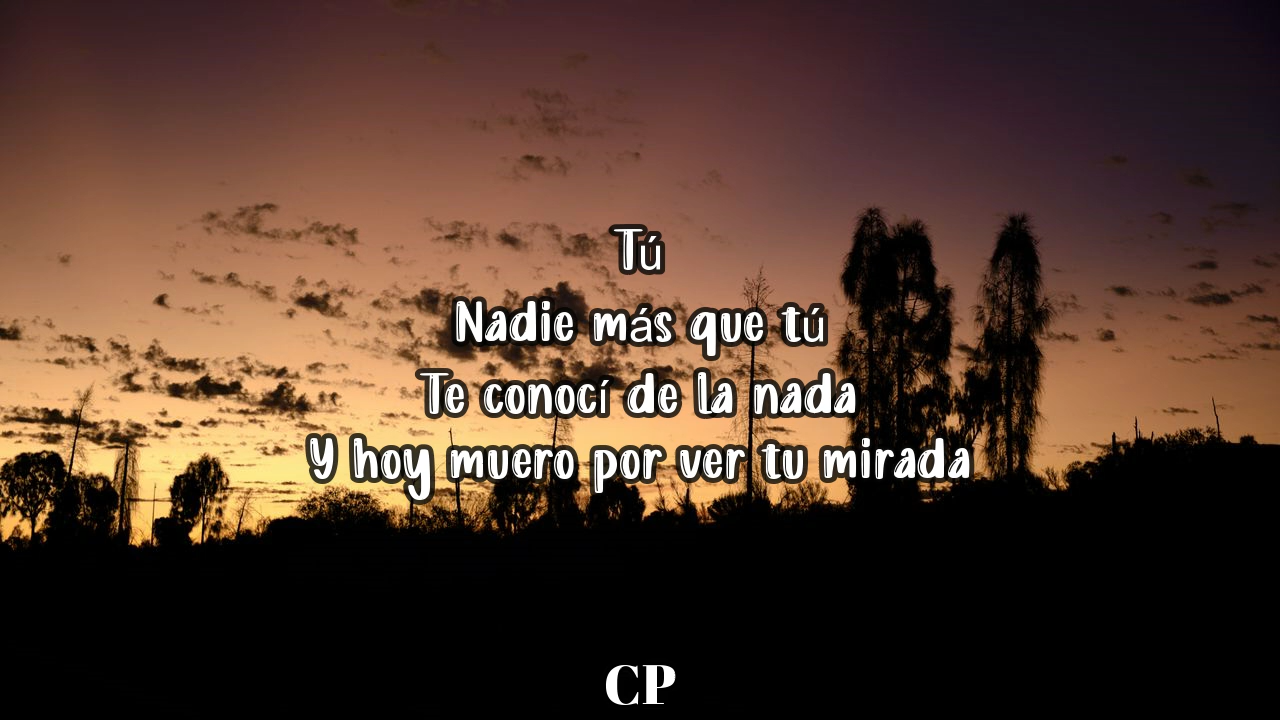 Tú
Nadie más que tú
Te conocí de la nada
Y hoy muero por ver tu mirada
CP